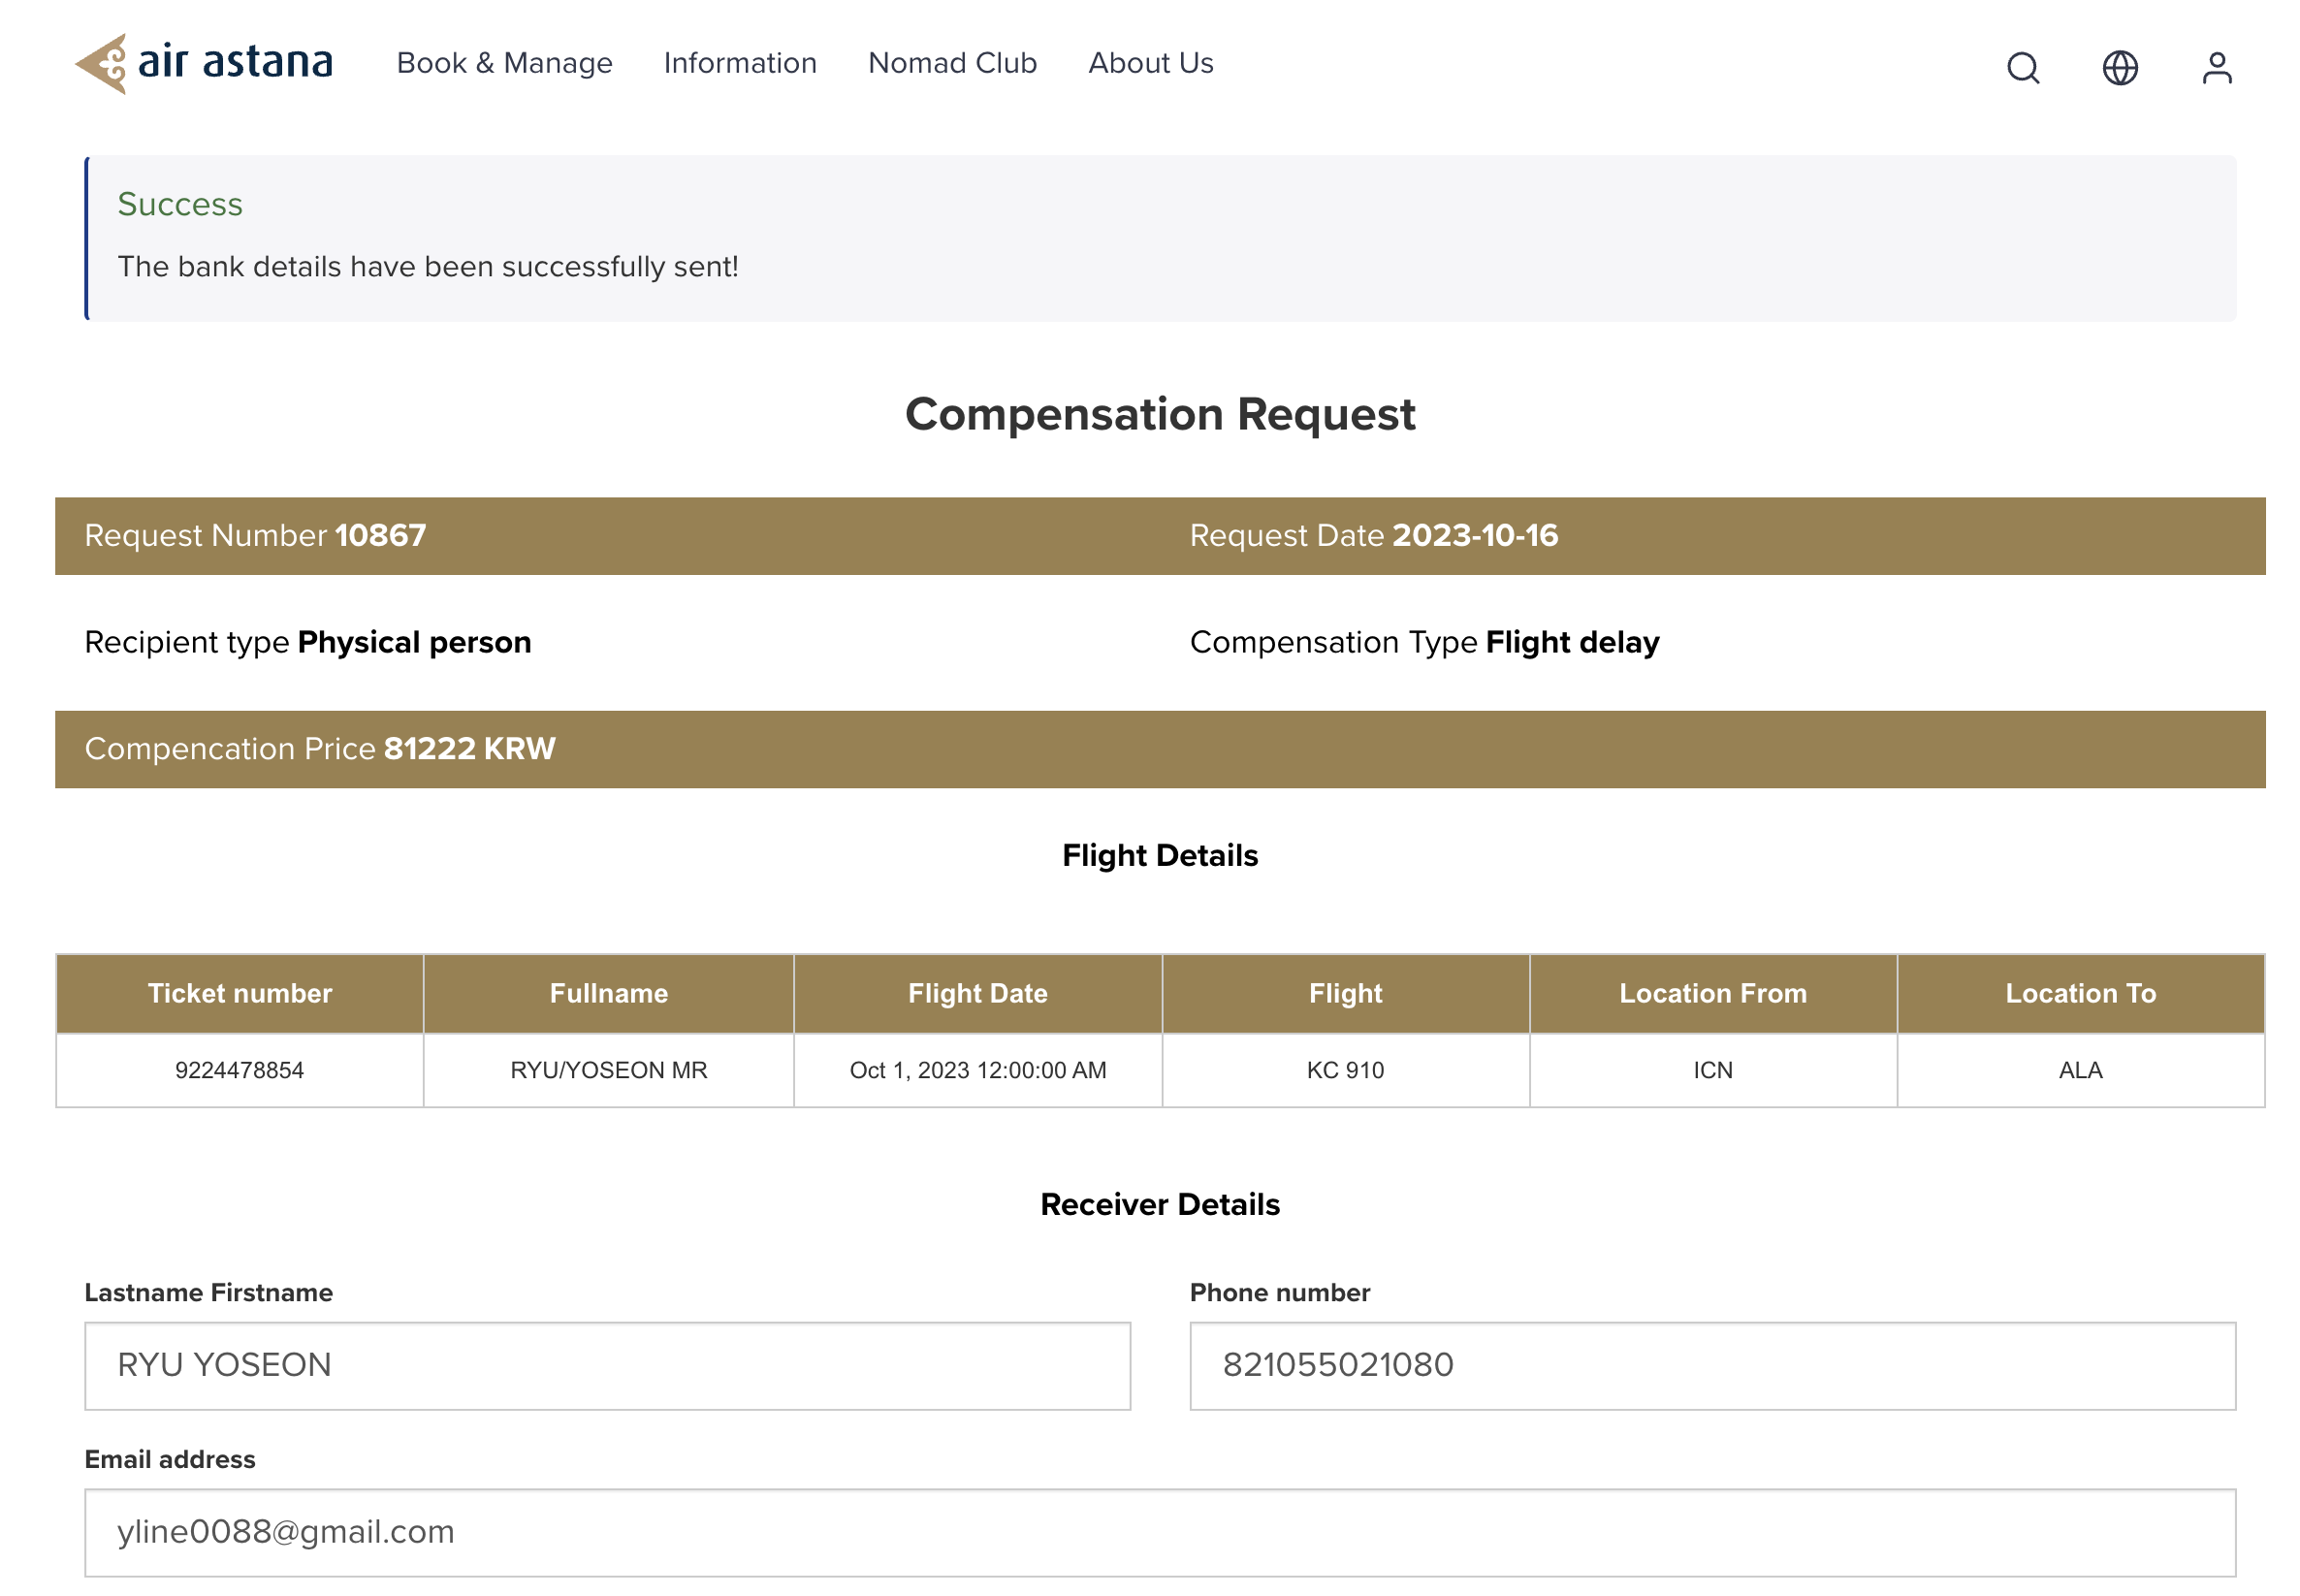 air astana Book & Manage Information Nomad Club About Us
Success
The bank details have been successfully sent!
Compensation Request
Request Number 10867 Request Date 2023-10-16
Recipient type Physical person Compensation Type Flight delay
Compencation Price 81222 KRW
Flight Details
Ticket number Fullname Flight Date Flight Location From Location To
9224478854 RYU/YOSEON MR Oct 1, 2023 12:00:00 AM KC 910 ICN ALA
Receiver Details
Lastname Firstname Phone number
RYU YOSEON 821055021080
Email address
yline0088@gmail.com